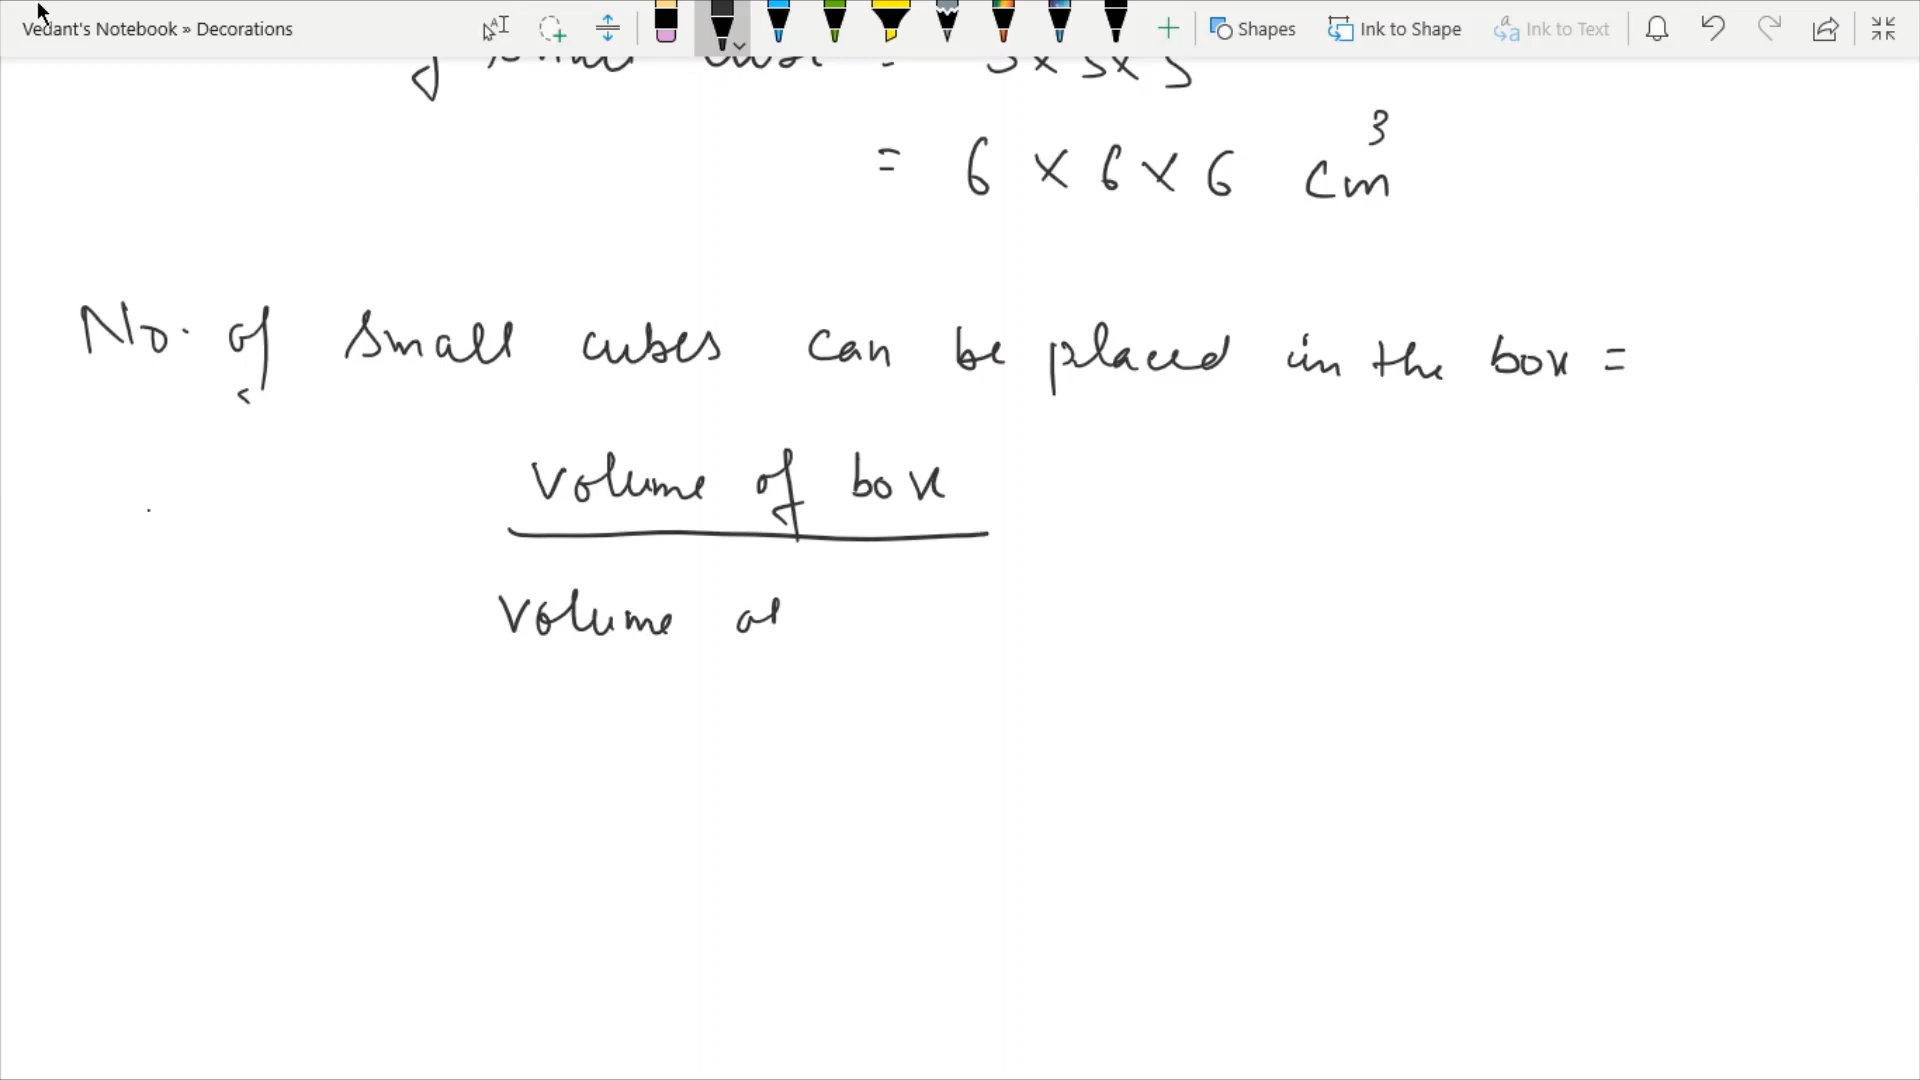 Vedant's Notebook » Decorations
Shapes
Ink to Shape
Ink to Text
= 6 × 6 × 6 cm³
No. of small cubes can be placed in the box =
Volume of box
Volume of